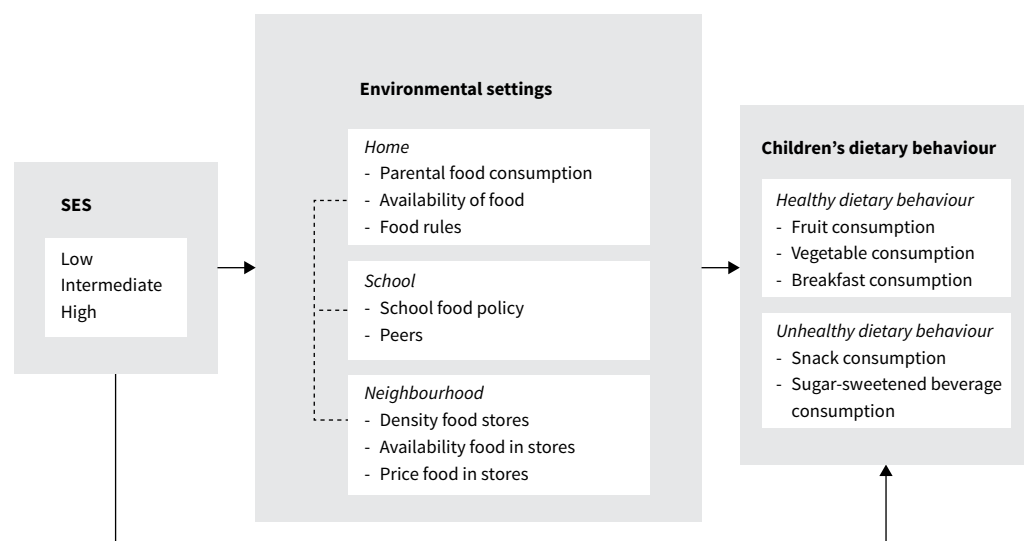 SES
Low
Intermediate
High
Environmental settings
Home
- Parental food consumption
- Availability of food
- Food rules
School
- School food policy
- Peers
Neighbourhood
- Density food stores
- Availability food in stores
- Price food in stores
Children’s dietary behaviour
Healthy dietary behaviour
- Fruit consumption
- Vegetable consumption
- Breakfast consumption
Unhealthy dietary behaviour
- Snack consumption
- Sugar-sweetened beverage
consumption